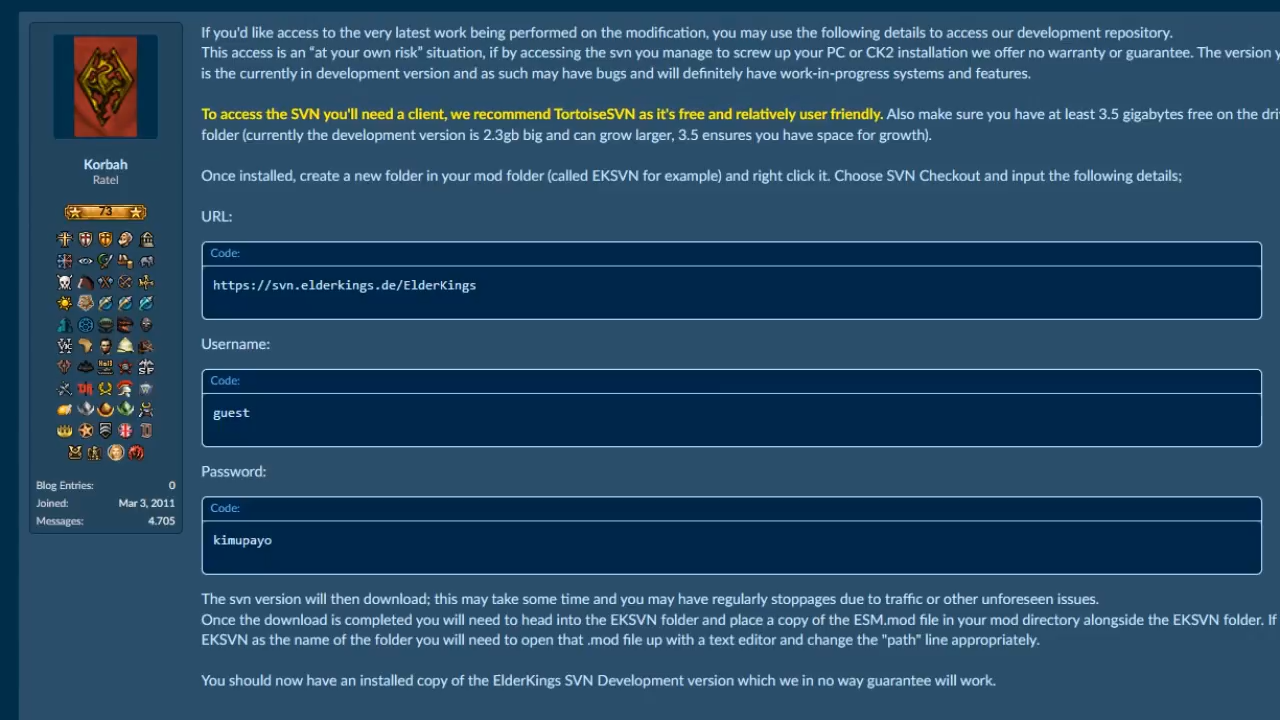 If you'd like access to the very latest work being performed on the modification, you may use the following details to access our development repository.
This access is an “at your own risk” situation, if by accessing the svn you manage to screw up your PC or CK2 installation we offer no warranty or guarantee. The version
is the currently in development version and as such may have bugs and will definitely have work-in-progress systems and features.
To access the SVN you'll need a client, we recommend TortoiseSVN as it's free and relatively user friendly. Also make sure you have at least 3.5 gigabytes free on the
folder (currently the development version is 2.3gb big and can grow larger, 3.5 ensures you have space for growth).
Korbah
Ratel
73
Once installed, create a new folder in your mod folder (called EKSVN for example) and right click it. Choose SVN Checkout and input the following details;
URL:
Code:
https://svn.elderkings.de/ElderKings
Username:
Code:
guest
Password:
Code:
kimupayo
Blog Entries: 0
Joined: Mar 3, 2011
Messages: 4.705
The svn version will then download; this may take some time and you may have regularly stoppages due to traffic or other unforeseen issues.
Once the download is completed you will need to head into the EKSVN folder and place a copy of the ESM.mod file in your mod directory alongside the EKSVN folder. If
EKSVN as the name of the folder you will need to open that .mod file up with a text editor and change the "path" line appropriately.
You should now have an installed copy of the ElderKings SVN Development version which we in no way guarantee will work.